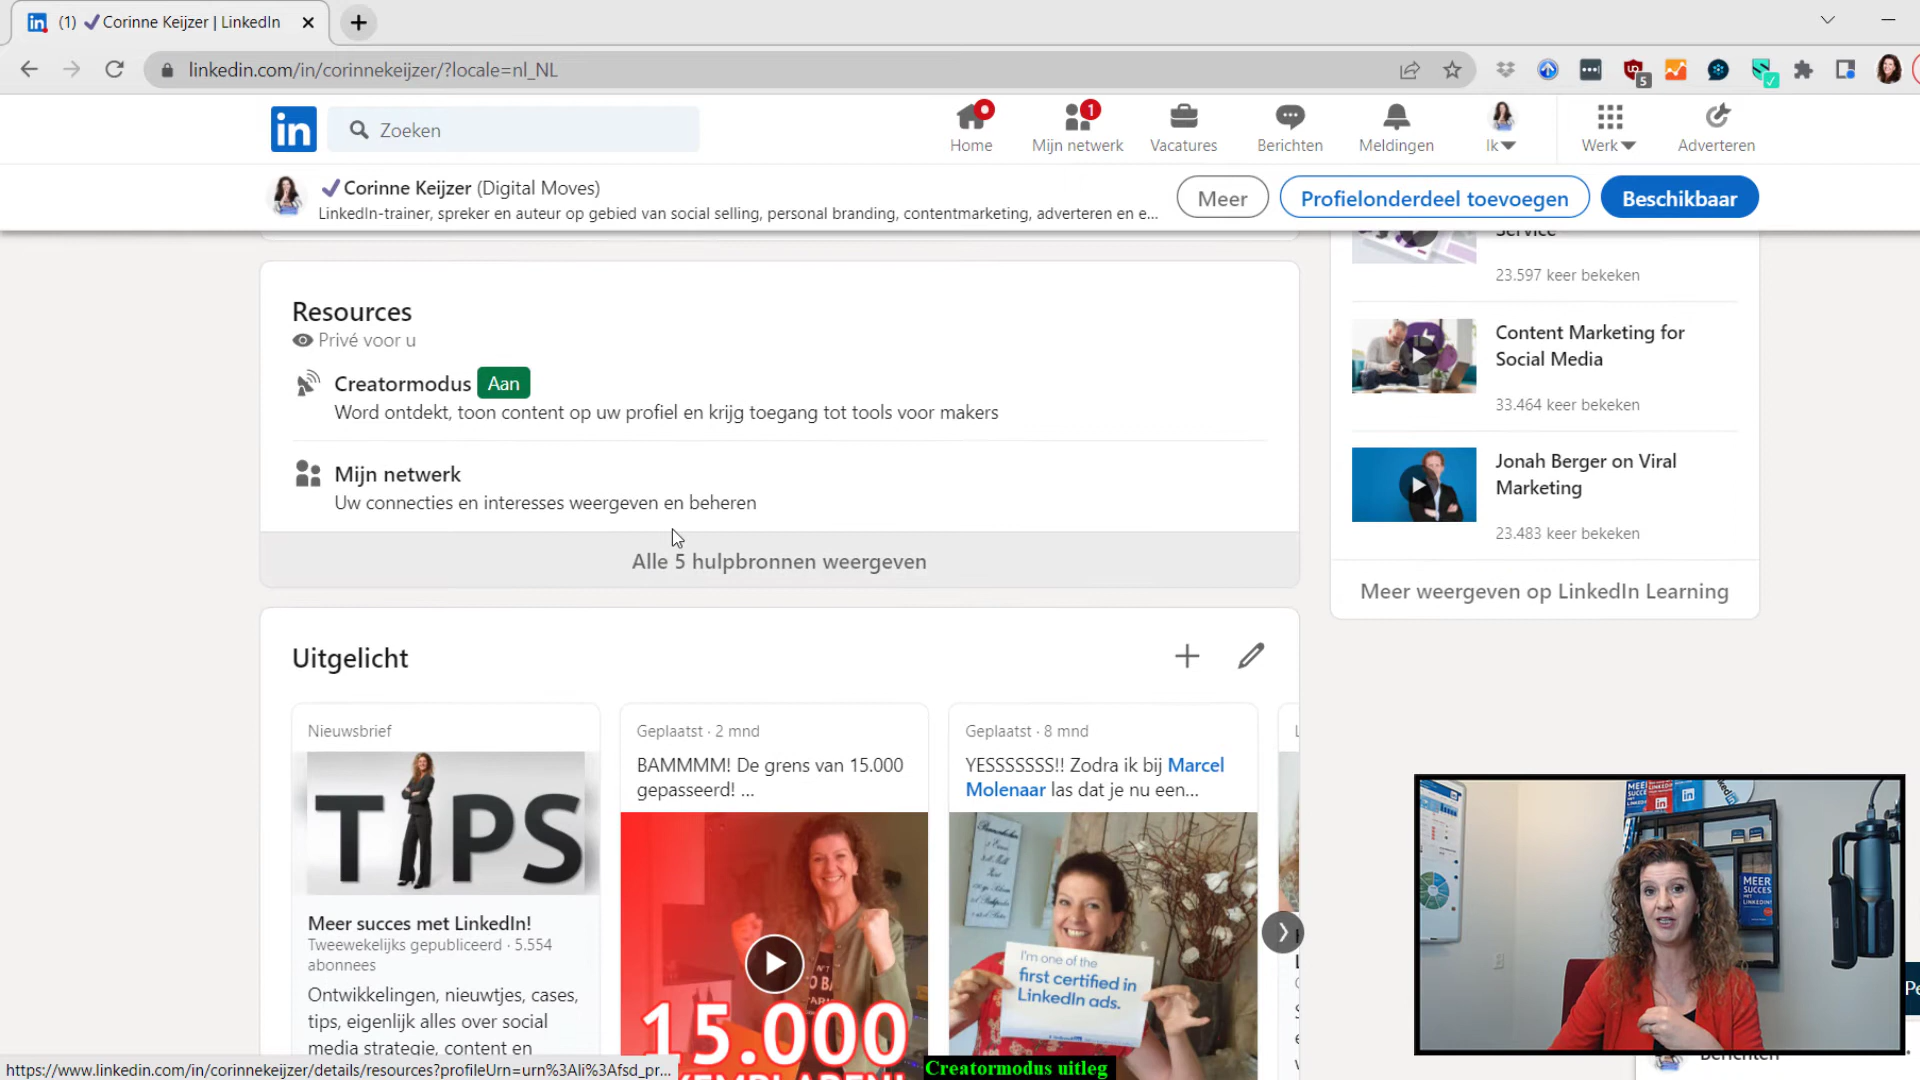 (1) ✔Corinne Keijzer | LinkedIn
linkedin.com/in/corinnekeijzer/?locale=nl_NL
5
in
Zoeken
1
Home
Mijn netwerk
Vacatures
Berichten
Meldingen
Ik
Werk
Adverteren
✔Corinne Keijzer (Digital Moves)
LinkedIn-trainer, spreker en auteur op gebied van social selling, personal branding, contentmarketing, adverteren en e...
Meer
Profielonderdeel toevoegen
Beschikbaar
Resources
Privé voor u
Creatormodus Aan
Word ontdekt, toon content op uw profiel en krijg toegang tot tools voor makers
Mijn netwerk
Uw connecties en interesses weergeven en beheren
Alle 5 hulpbronnen weergeven
Service
23.597 keer bekeken
Content Marketing for
Social Media
33.464 keer bekeken
Jonah Berger on Viral
Marketing
23.483 keer bekeken
Meer weergeven op LinkedIn Learning
Uitgelicht
Nieuwsbrief
TIPS
Meer succes met LinkedIn!
Tweewekelijks gepubliceerd · 5.554
abonnees
Ontwikkelingen, nieuwtjes, cases,
tips, eigenlijk alles over social
media strategie, content en
Geplaatst · 2 mnd
BAMMMM! De grens van 15.000
gepasseerd! ...
15.000
Geplaatst · 8 mnd
YESSSSSSS!! Zodra ik bij Marcel
Molenaar las dat je nu een...
I'm one of the
first certified in
LinkedIn ads.
MEER
SUCCES
MET
LINKEDIN!
Berichten
https://www.linkedin.com/in/corinnekeijzer/details/resources?profileUrn=urn%3Ali%3Afsd_pr...
Creatormodus uitleg